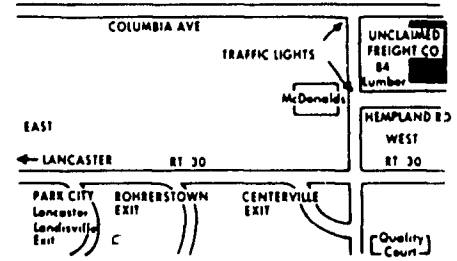 COLUMBIA AVE
UNCLAIMED
FREIGHT CO
84
Lumber
TRAFFIC LIGHTS
McDonalds
HEMPLAND RD
EAST
WEST
LANCASTER
RT 30
RT 30
PARK CITY
Lancaster
Landisville
Exit
ROHRERSTOWN
EXIT
CENTERVILLE
EXIT
Quality
Court